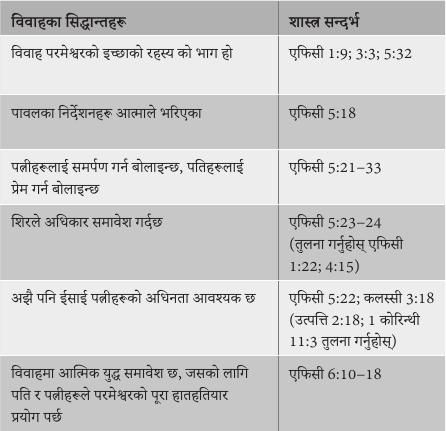 विवाहका सिद्धान्तहरू
शास्त्र सन्दर्भ
विवाह परमेश्वरको इच्छाको रहस्य को भाग हो
एफिसी 1:9; 3:3; 5:32
पावलका निर्देशनहरू आत्माले भरिएका
एफिसी 5:18
पत्नीहरूलाई समर्पण गर्न बोलाइन्छ, पतिहरूलाई
प्रेम गर्न बोलाइन्छ
एफिसी 5:21–33
शिरले अधिकार समावेश गर्दछ
एफिसी 5:23–24
(तुलना गर्नुहोस् एफिसी
1:22; 4:15)
अझै पनि ईसाई पत्नीहरूको अधिनता आवश्यक छ
एफिसी 5:22; कलस्सी 3:18
(उत्पत्ति 2:18; 1 कोरिन्थी
11:3 तुलना गर्नुहोस्)
विवाहमा आत्मिक युद्ध समावेश छ, जसको लागि
पति र पत्नीहरूले परमेश्वरको पूरा हातहतियार
प्रयोग पर्छ
एफिसी 6:10–18